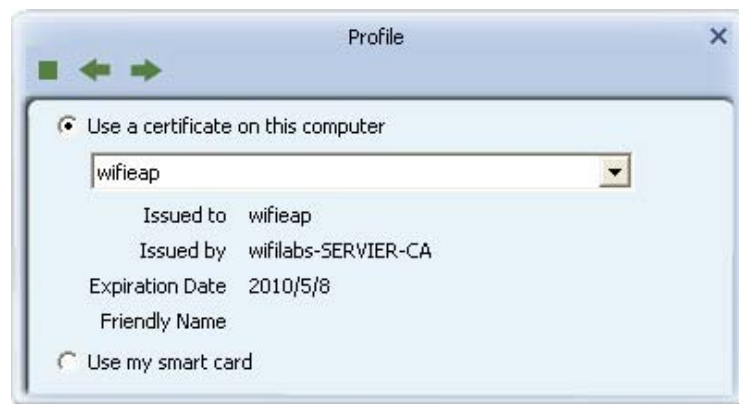 Profile
Use a certificate on this computer
wifieap
Issued to wifieap
Issued by wifilabs-SERVIER-CA
Expiration Date 2010/5/8
Friendly Name
Use my smart card